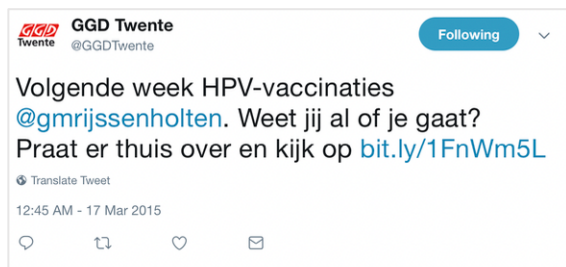 GGD
Twente
GGD Twente
@GGDTwente
Following
Volgende week HPV-vaccinaties
@gmrijssenholten. Weet jij al of je gaat?
Praat er thuis over en kijk op bit.ly/1FnWm5L
Translate Tweet
12:45 AM - 17 Mar 2015